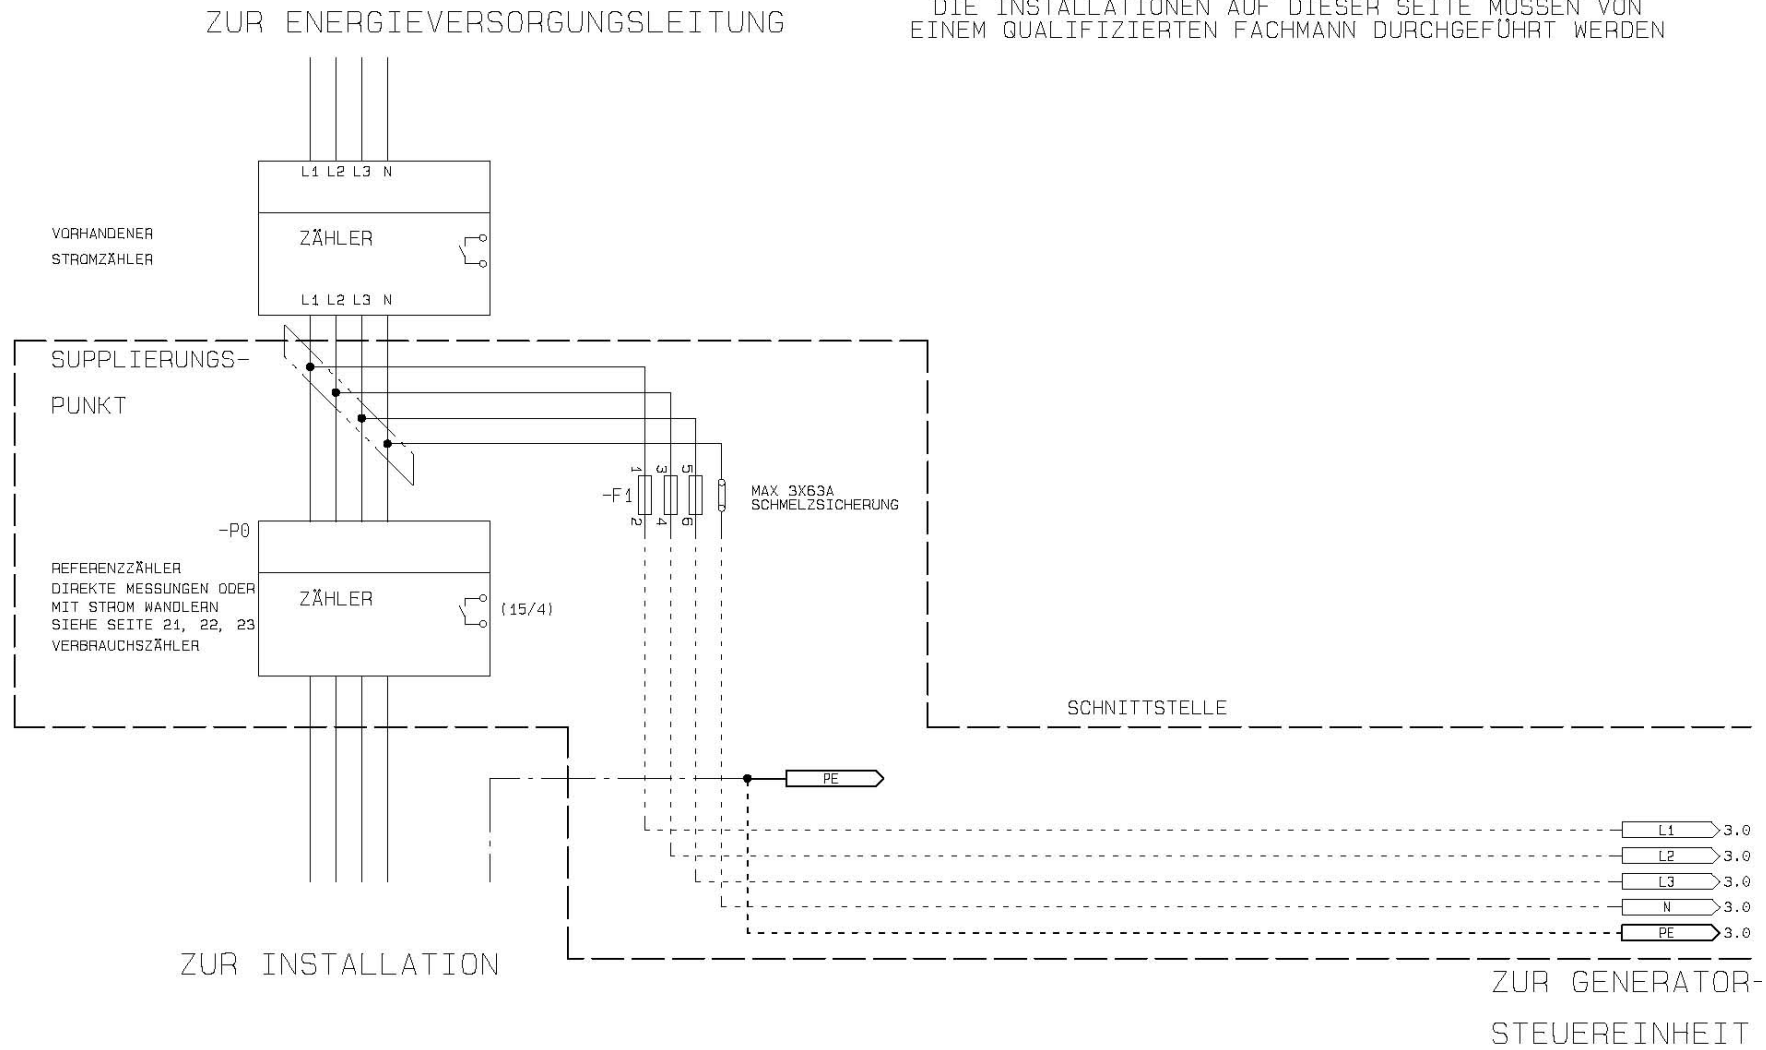 ZUR ENERGIEVERSORGUNGSLEITUNG
DIE INSTALLATIONEN AUF DIESER SEITE MÜSSEN VON
EINEM QUALIFIZIERTEN FACHMANN DURCHGEFÜHRT WERDEN
L1 L2 L3 N
VORHANDENER
STROMZÄHLER
ZÄHLER
L1 L2 L3 N
SUPPLIERUNGS-
PUNKT
1 3 5
-F1
2 4 6
MAX 3X63A
SCHMELZSICHERUNG
-P0
REFERENZZÄHLER
DIREKTE MESSUNGEN ODER
MIT STROM WANDLERN
SIEHE SEITE 21, 22, 23
VERBRAUCHSZÄHLER
ZÄHLER
(15/4)
SCHNITTSTELLE
PE
L1 3.0
L2 3.0
L3 3.0
N 3.0
PE 3.0
ZUR INSTALLATION
ZUR GENERATOR-
STEUEREINHEIT